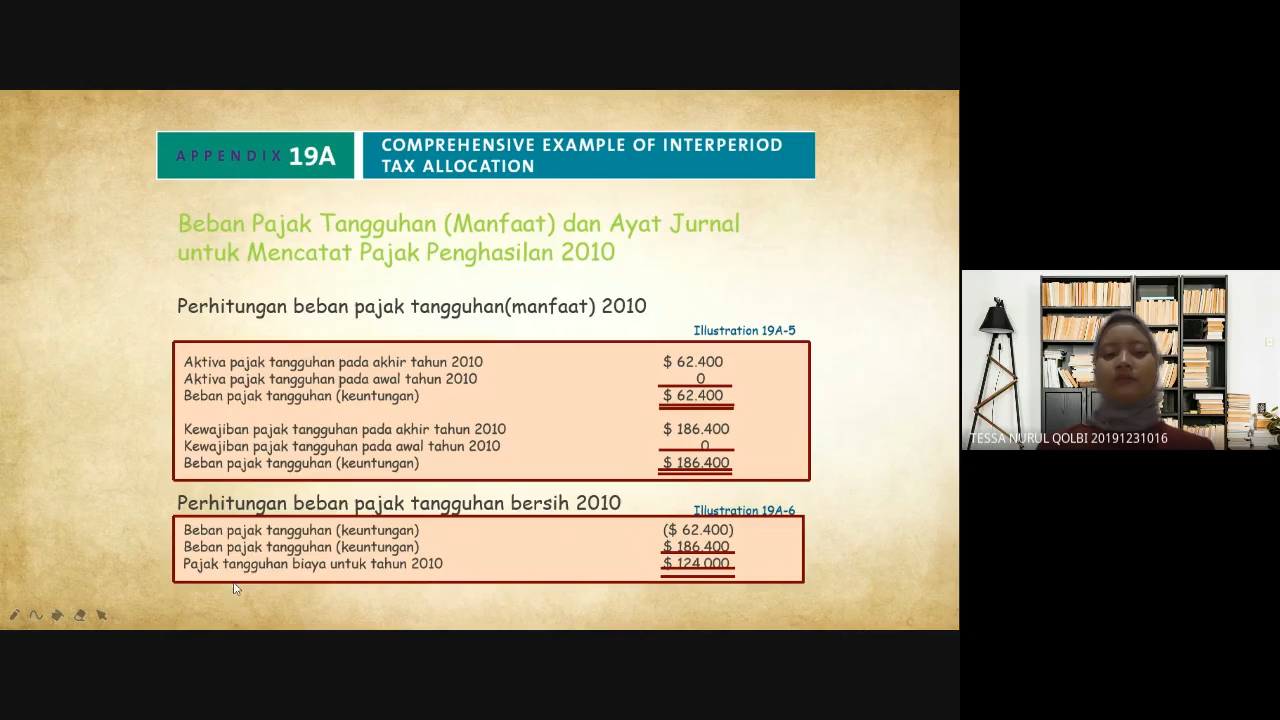 APPENDIX 19A
COMPREHENSIVE EXAMPLE OF INTERPERIOD
TAX ALLOCATION
Beban Pajak Tangguhan (Manfaat) dan Ayat Jurnal
untuk Mencatat Pajak Penghasilan 2010
Perhitungan beban pajak tangguhan(manfaat) 2010
Illustration 19A-5
Aktiva pajak tangguhan pada akhir tahun 2010 $ 62.400
Aktiva pajak tangguhan pada awal tahun 2010 0
Beban pajak tangguhan (keuntungan) $ 62.400
Kewajiban pajak tangguhan pada akhir tahun 2010 $ 186.400
Kewajiban pajak tangguhan pada awal tahun 2010 0
Beban pajak tangguhan (keuntungan) $ 186.400
Perhitungan beban pajak tangguhan bersih 2010
Illustration 19A-6
Beban pajak tangguhan (keuntungan) ($ 62.400)
Beban pajak tangguhan (keuntungan) $ 186.400
Pajak tangguhan biaya untuk tahun 2010 $ 124.000
TESSA NURUL QOLBI 20191231016